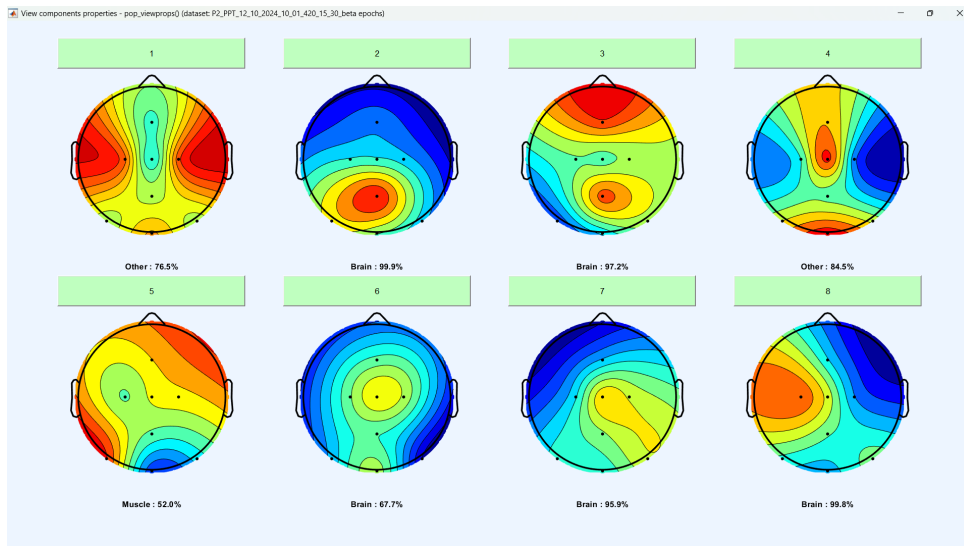 View components properties - pop_viewprops() (dataset: P2_PPT_12_10_2024_10_01_420_15_30_beta epochs)
1
2
3
4
Other : 76.5%
Brain : 99.9%
Brain : 97.2%
Other : 84.5%
5
6
7
8
Muscle : 52.0%
Brain : 67.7%
Brain : 95.9%
Brain : 99.8%